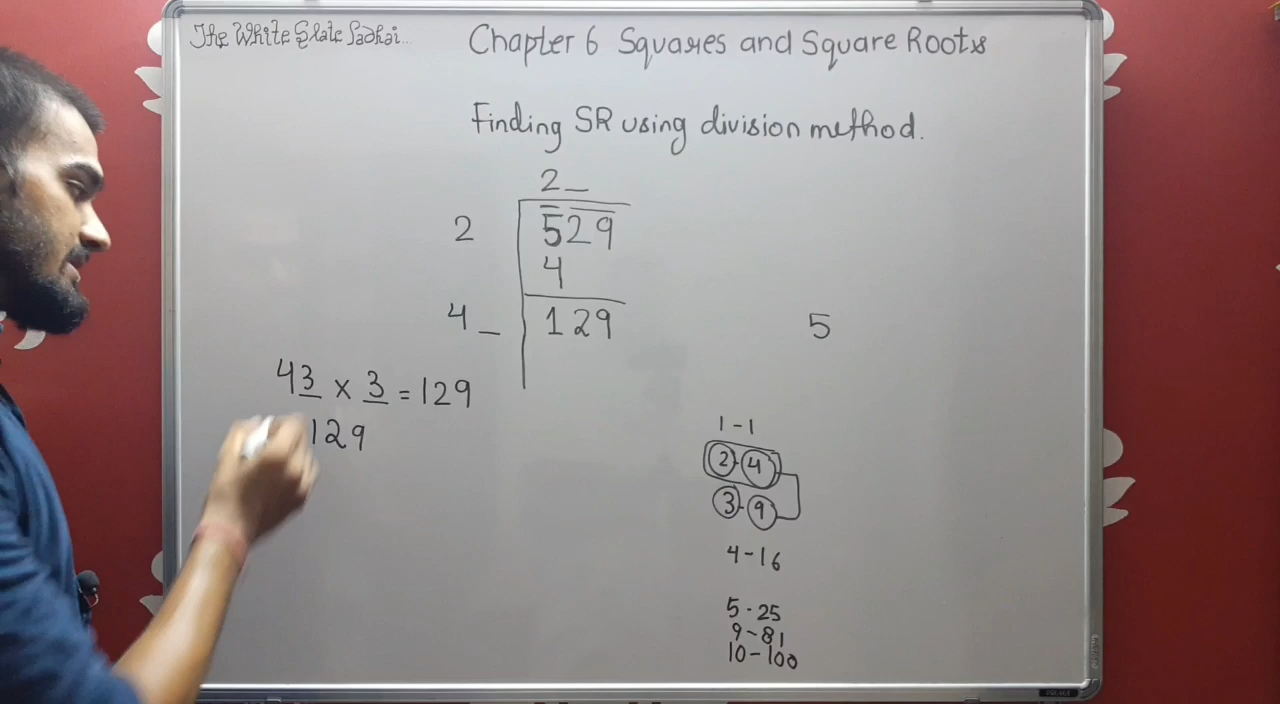 The White Slate Padhai...
Chapter 6 Squares and Square Roots
Finding SR using division method.
2 _
2 529
4
4 _ 129
5
43 x 3 = 129
129
1 - 1
2 - 4
3 - 9
4 - 16
5 - 25
9 - 81
10 - 100